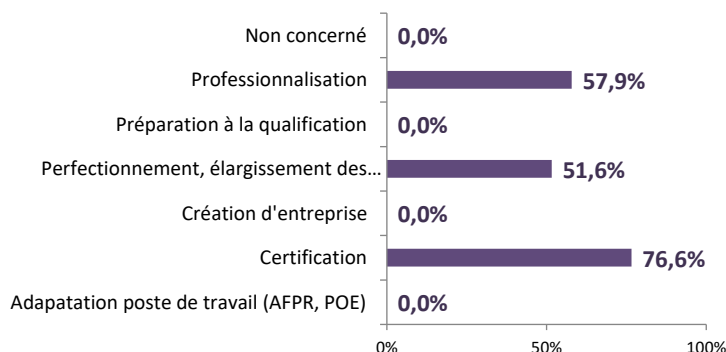 Non concerné 0,0%
Professionnalisation 57,9%
Préparation à la qualification 0,0%
Perfectionnement, élargissement des... 51,6%
Création d'entreprise 0,0%
Certification 76,6%
Adapatation poste de travail (AFPR, POE) 0,0%
0% 50% 100%